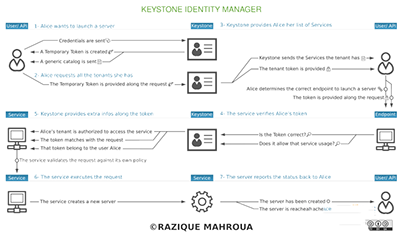 KEYSTONE IDENTITY MANAGER
User/ API
1- Alice wants to launch a server
Keystone
3- Keystone provides Alice her list of Services
User/ API
Credentials are sent
A Temporary Token is created
A generic catalog is sent
Keystone sends the Services the tenant has
The tenant token is provided
2- Alice requests all the tenants she has
The Temporary Token is provided along the request
Alice determines the correct endpoint to launch a server
The token is provided along the request
Service
5- Keystone provides extra infos along the token
Keystone
4- The service verifies Alice's token
Endpoint
Alice's tenant is authorized to access the service
The token matches with the request
That token belong to the user Alice
Is the Token correct?
Does it allow that service usage?
The service validates the request against its own policy
Service
6- The service executes the request
Service
7- The server reports the status back to Alice
User/ API
The service creates a new server
The server has been created
The server is reacheable
©RAZIQUE MAHROUA